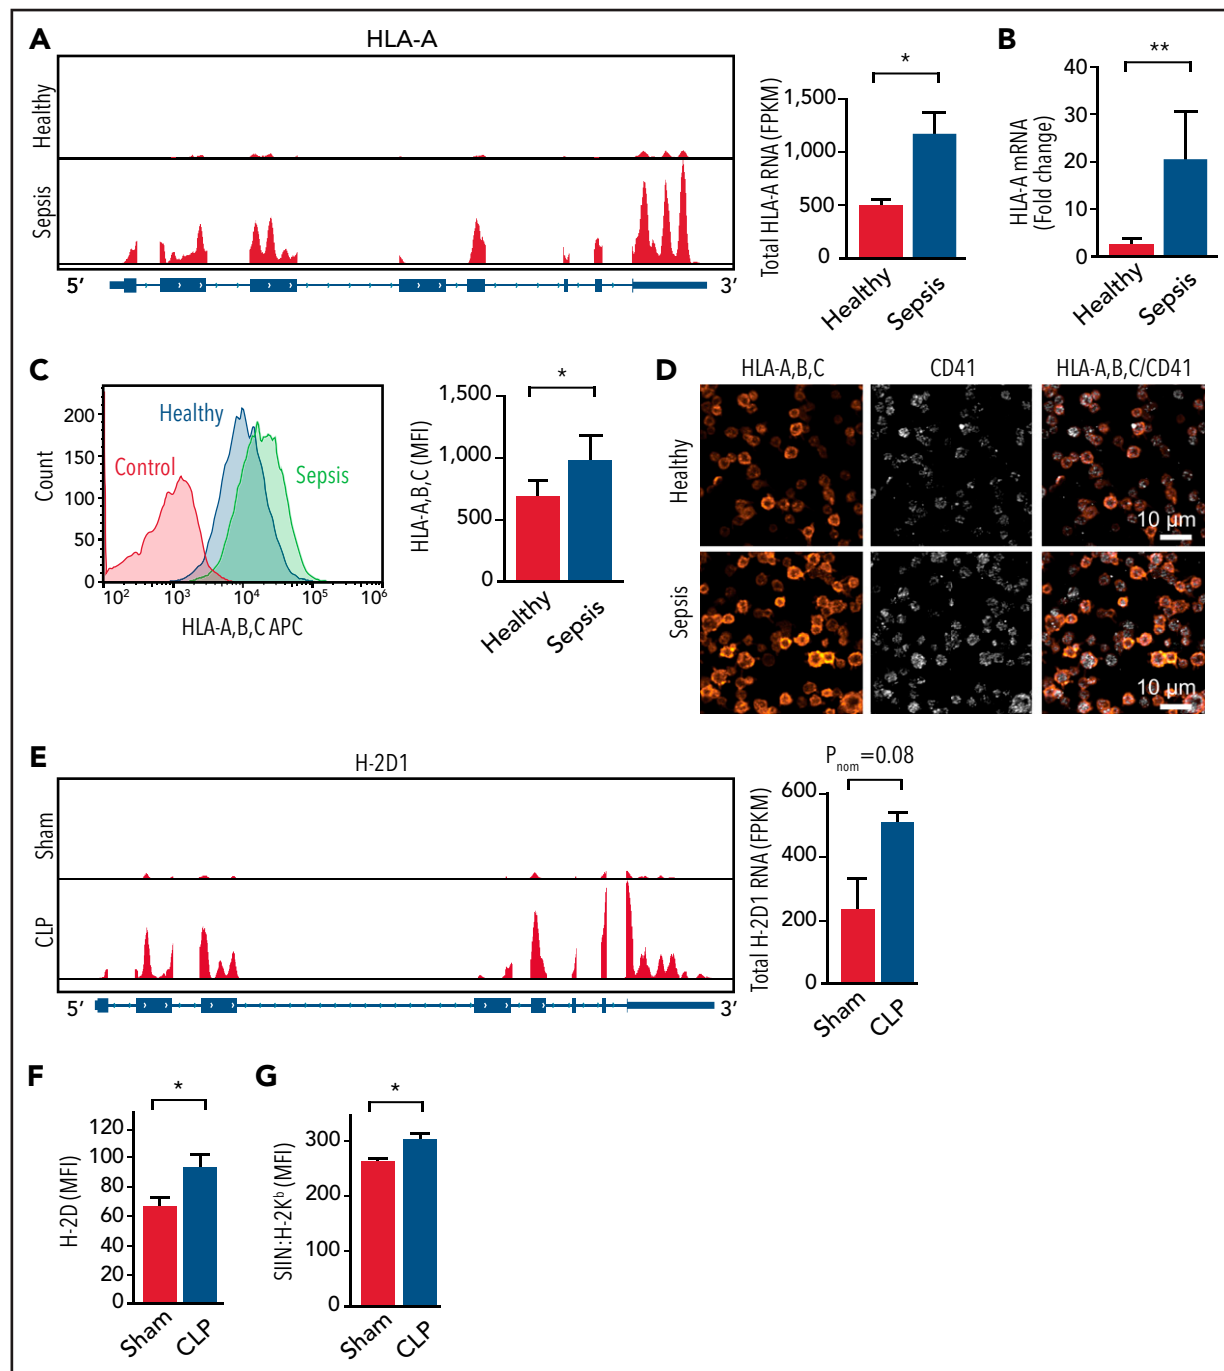 A
HLA-A
Healthy
Sepsis
5′
3′
Total HLA-A RNA (FPKM)
1,500
1,000
500
0
*
Healthy
Sepsis
B
HLA-A mRNA
(Fold change)
40
30
20
10
0
**
Healthy
Sepsis
C
Count
200
150
100
50
0
Healthy
Control
Sepsis
10²
10³
10⁴
10⁵
10⁶
HLA-A,B,C APC
HLA-A,B,C (MFI)
1,500
1,000
500
0
*
Healthy
Sepsis
D
HLA-A,B,C
CD41
HLA-A,B,C/CD41
Healthy
10 µm
Sepsis
10 µm
E
H-2D1
Sham
CLP
5′
3′
Total H-2D1 RNA (FPKM)
P_nom=0.08
600
400
200
0
Sham
CLP
F
H-2D (MFI)
120
100
80
60
40
20
0
*
Sham
CLP
G
SIIN:H-2Kᵇ (MFI)
300
200
100
0
*
Sham
CLP